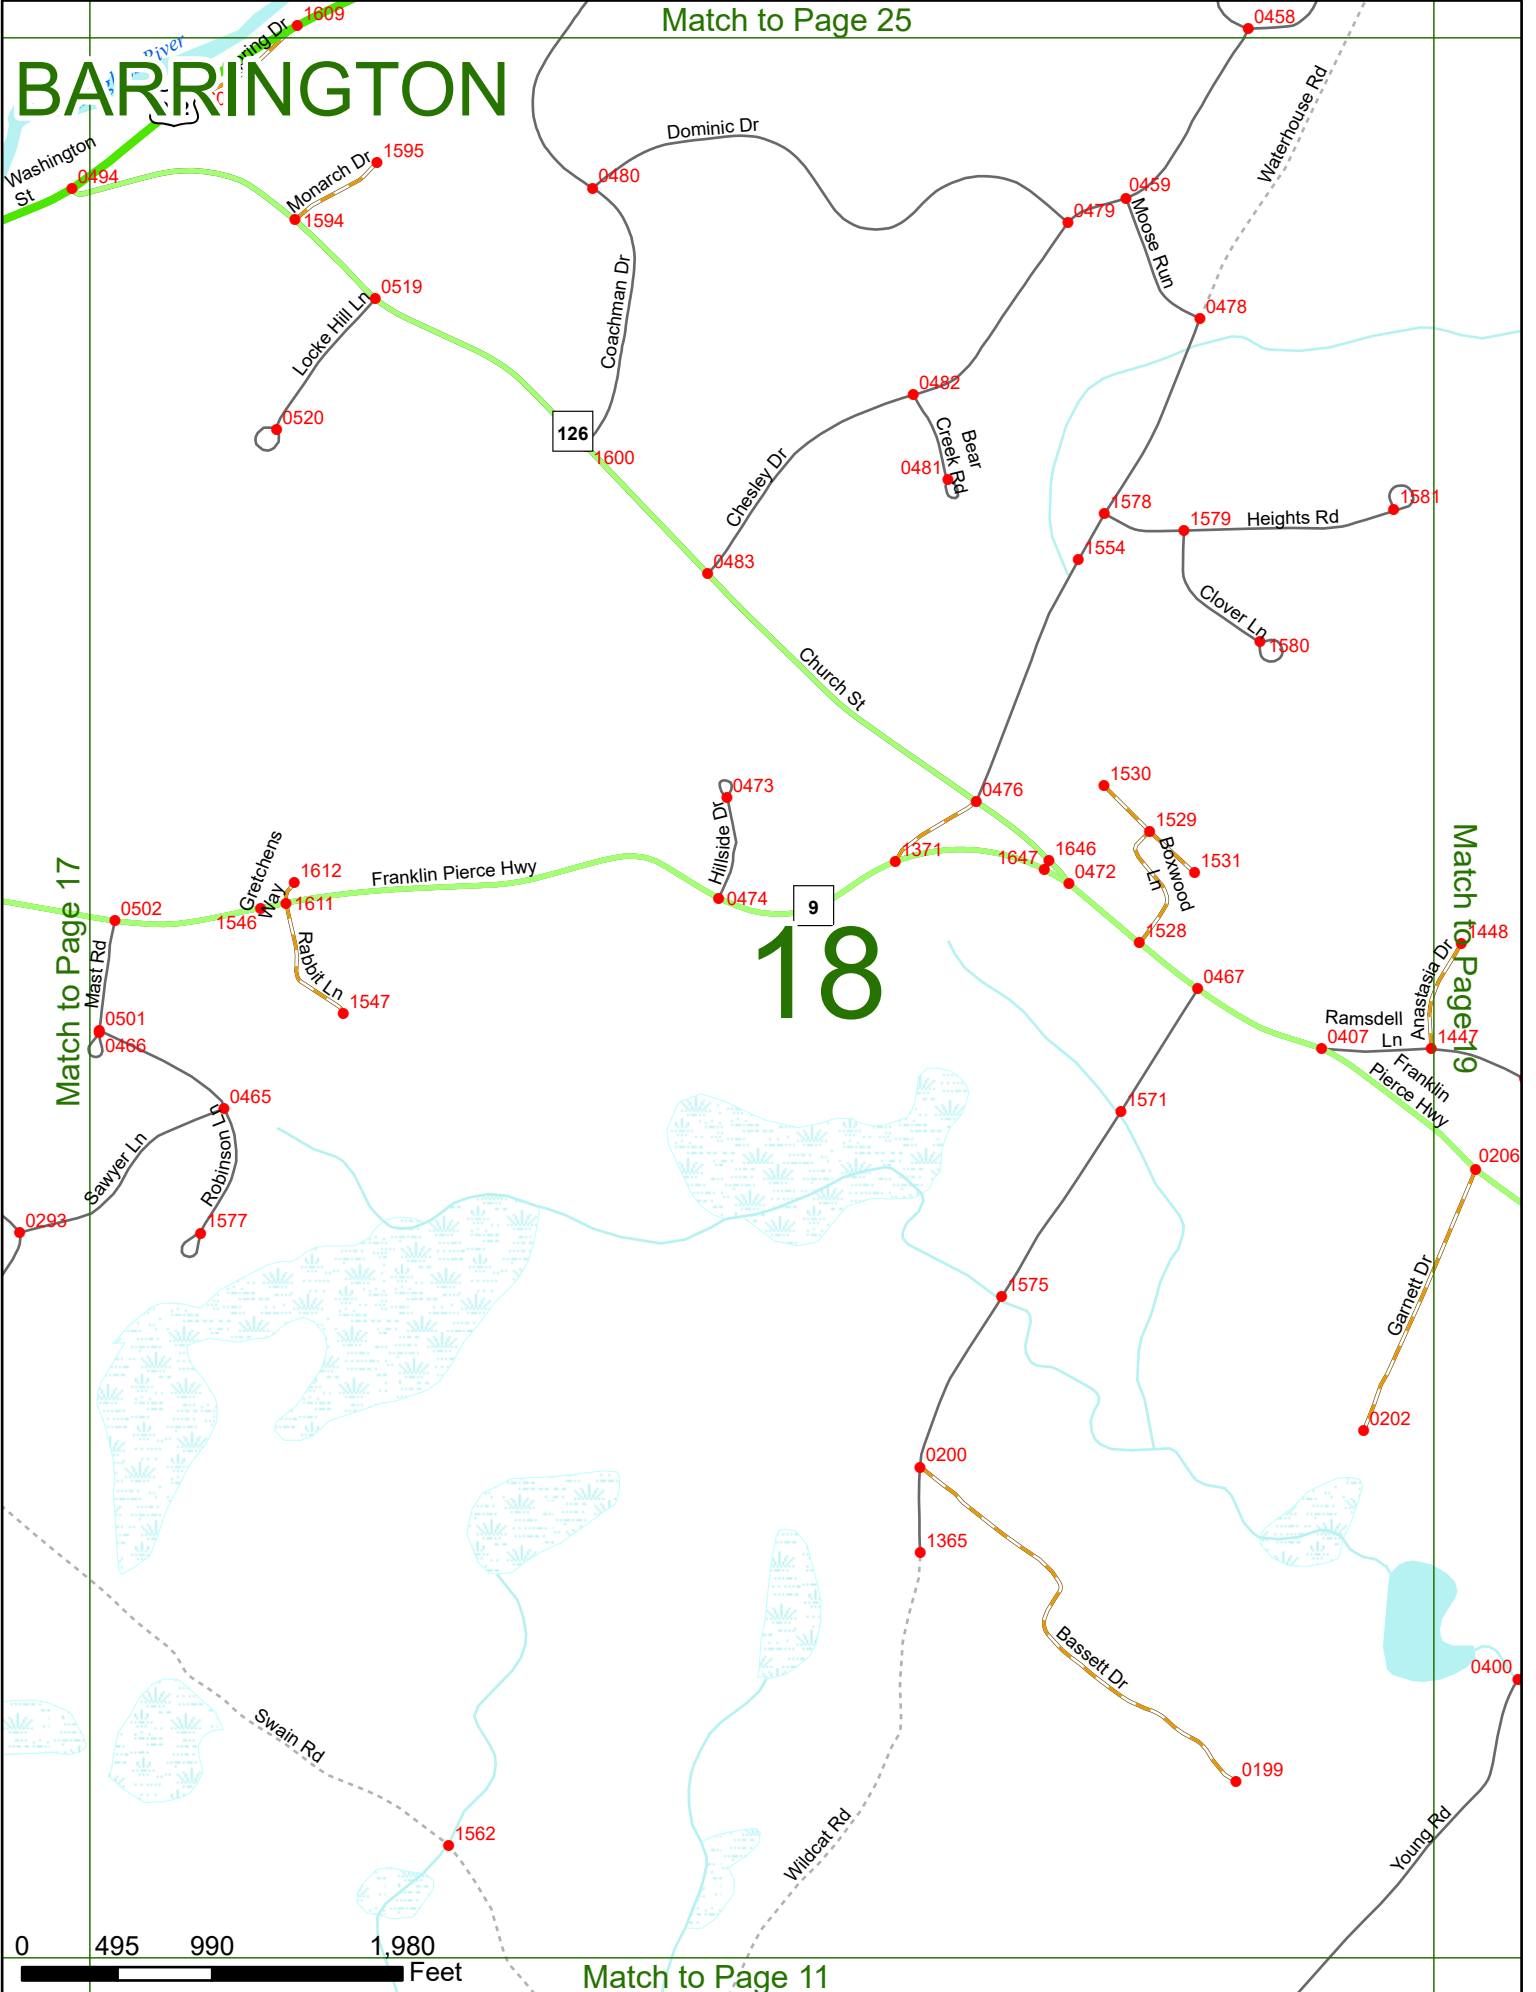 Match to Page 25
1609
0458
River
ring Dr
BARRINGTON
Waterhouse Rd
Dominic Dr
Washington
St
0494
Monarch Dr
1595
1594
0480
0459
0479
Moose Run
0519
Locke Hill Ln
Coachman Dr
0478
0520
126
1600
0482
Bear
Creek Rd
0481
Chesley Dr
1578
1579
Heights Rd
1581
1554
0483
Clover Ln
1580
Church St
0476
0473
Hillside Dr
1530
1529
1531
Boxwood
Ln
1371
1646
1647
0472
Gretchens
Way
1612
1611
1546
Franklin Pierce Hwy
0474
9
0502
Match to Page 17
Mast Rd
Rabbit Ln
1547
18
1528
0467
Match to Page 19
1448
Anastasia Dr
Ramsdell
Ln
0407
1447
Franklin
Pierce Hwy
0501
0466
0465
Robinson Ln
Sawyer Ln
0293
1577
1571
0206
1575
Garnett Dr
0202
0200
1365
Bassett Dr
0400
Swain Rd
0199
1562
Wildcat Rd
Young Rd
0 495 990 1,980
Feet
Match to Page 11